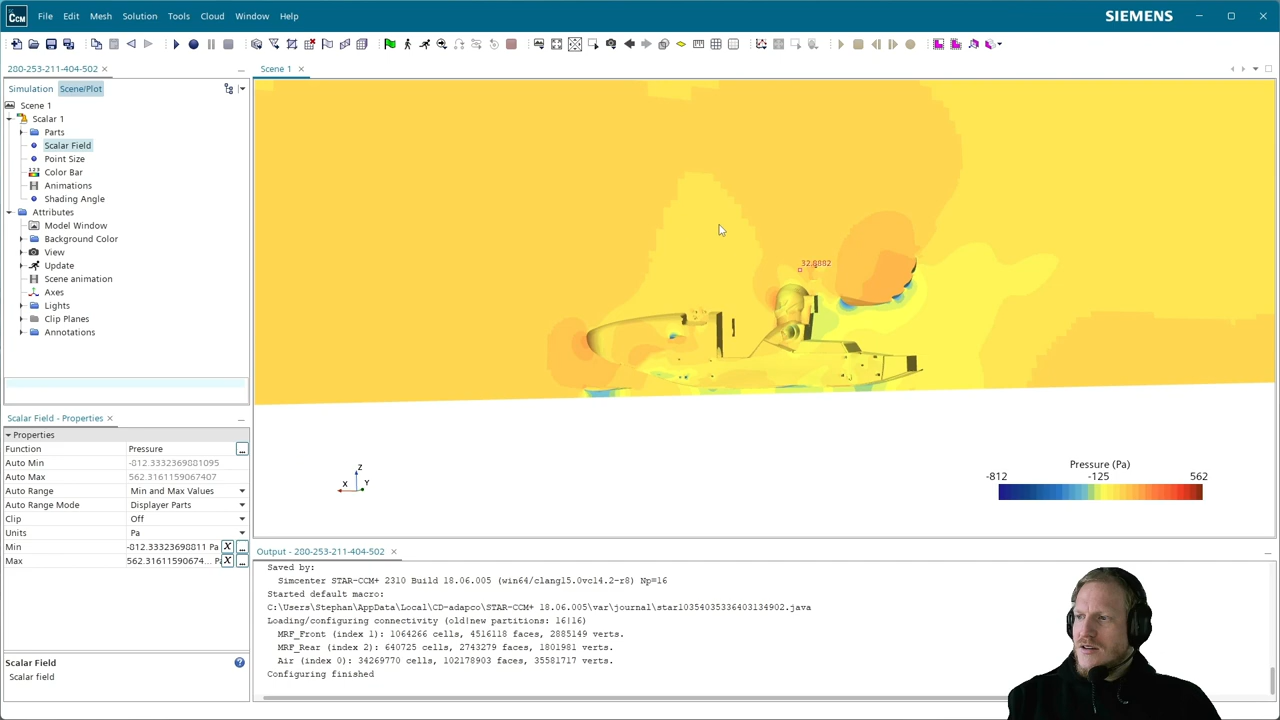 CCM File Edit Mesh Solution Tools Cloud Window Help SIEMENS
280-253-211-404-502
Scene 1
Simulation Scene/Plot
Scene 1
Scalar 1
Parts
Scalar Field
Point Size
Color Bar
Animations
Shading Angle
Attributes
Model Window
Background Color
View
Update
Scene animation
Axes
Lights
Clip Planes
Annotations
Z
X
Y
Pressure (Pa)
-812 -125 562
Scalar Field - Properties
Properties
Function Pressure
Auto Min -812.3332369881095
Auto Max 562.3161159067407
Auto Range Min and Max Values
Auto Range Mode Displayer Parts
Clip Off
Units Pa
Min -812.33323698811 Pa
Max 562.31611590674...
Scalar Field
Scalar field
Output - 280-253-211-404-502
Saved by:
Simcenter STAR-CCM+ 2310 Build 18.06.005 (win64/clang15.0vc14.2-r8) Np=16
Started default macro:
C:\Users\Stephan\AppData\Local\CD-adapco\STAR-CCM+ 18.06.005\var\journal\star10354035336403134902.java
Loading/configuring connectivity (old|new partitions: 16|16)
MRF_Front (index 1): 1064266 cells, 4516118 faces, 2885149 verts.
MRF_Rear (index 2): 640725 cells, 2743279 faces, 1801981 verts.
Air (index 0): 34269770 cells, 102178903 faces, 35581717 verts.
Configuring finished